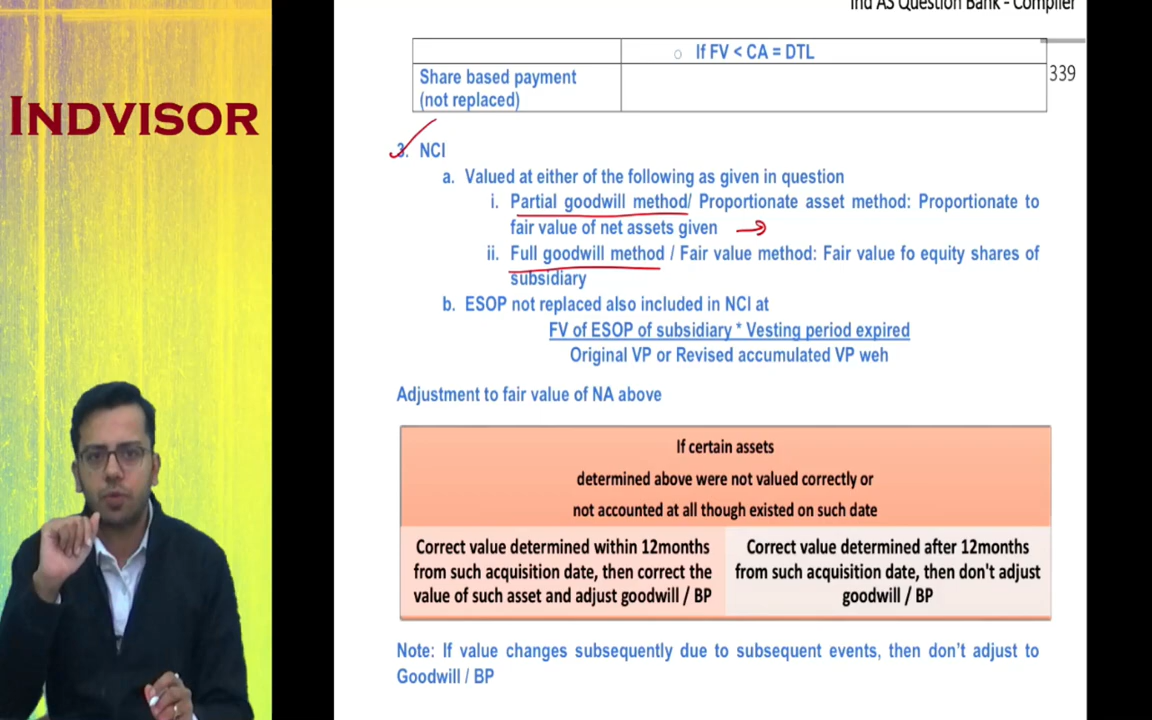 Ind AS Question Bank - Compiler
INDVISOR
If FV < CA = DTL
Share based payment
(not replaced)
339
3. NCI
a. Valued at either of the following as given in question
i. Partial goodwill method/ Proportionate asset method: Proportionate to
fair value of net assets given
ii. Full goodwill method / Fair value method: Fair value fo equity shares of
subsidiary
b. ESOP not replaced also included in NCI at
FV of ESOP of subsidiary * Vesting period expired
Original VP or Revised accumulated VP weh
Adjustment to fair value of NA above
If certain assets
determined above were not valued correctly or
not accounted at all though existed on such date
Correct value determined within 12months
from such acquisition date, then correct the
value of such asset and adjust goodwill / BP
Correct value determined after 12months
from such acquisition date, then don't adjust
goodwill / BP
Note: If value changes subsequently due to subsequent events, then don't adjust to
Goodwill / BP